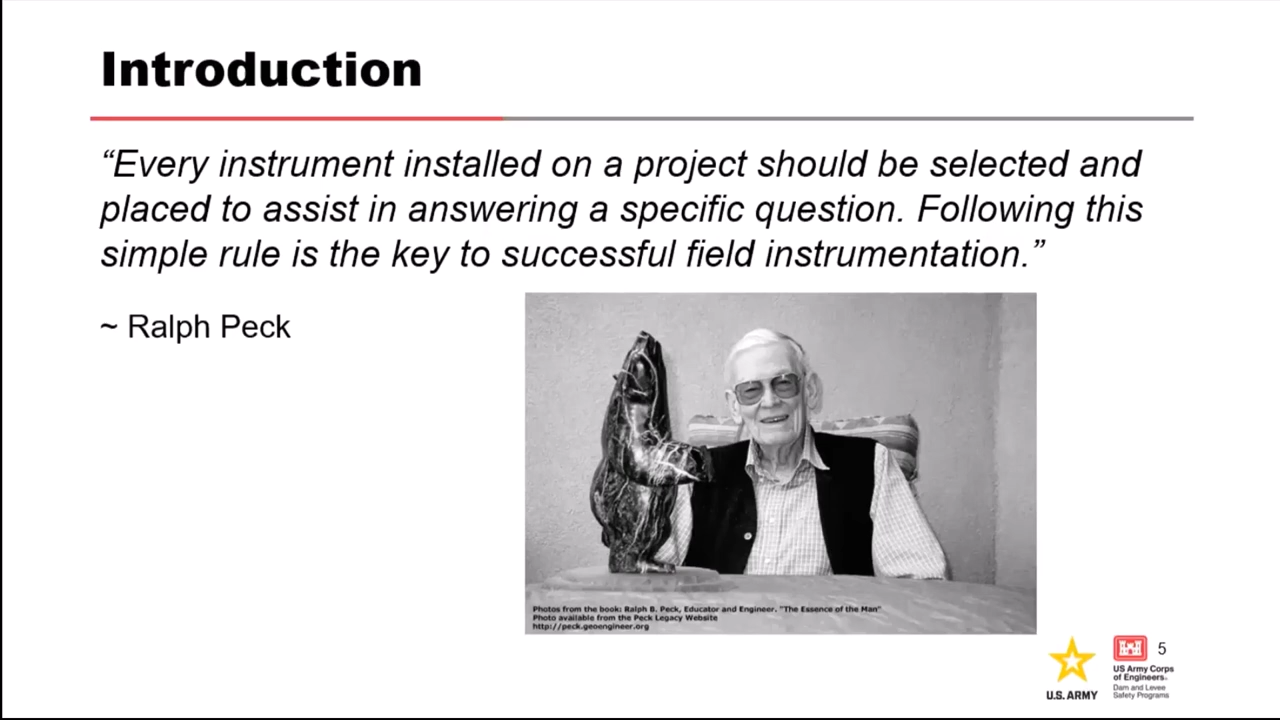 Introduction
“Every instrument installed on a project should be selected and
placed to assist in answering a specific question. Following this
simple rule is the key to successful field instrumentation.”
~ Ralph Peck
Photos from the book: Ralph B. Peck, Educator and Engineer. "The Essence of the Man"
Photo available from the Peck Legacy Website
http://peck.geoengineer.org
U.S. ARMY
US Army Corps
of Engineers.
Dam and Levee
Safety Programs
5